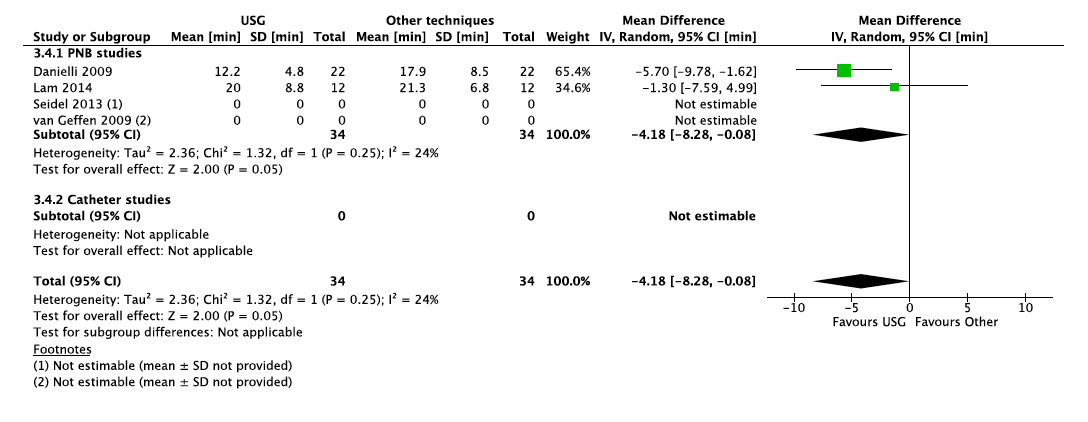 USG Other techniques Mean Difference Mean Difference
Study or Subgroup Mean [min] SD [min] Total Mean [min] SD [min] Total Weight IV, Random, 95% CI [min] IV, Random, 95% CI [min]
3.4.1 PNB studies
Danielli 2009 12.2 4.8 22 17.9 8.5 22 65.4% −5.70 [−9.78, −1.62]
Lam 2014 20 8.8 12 21.3 6.8 12 34.6% −1.30 [−7.59, 4.99]
Seidel 2013 (1) 0 0 0 0 0 0 Not estimable
van Geffen 2009 (2) 0 0 0 0 0 0 Not estimable
Subtotal (95% CI) 34 34 100.0% −4.18 [−8.28, −0.08]
Heterogeneity: Tau² = 2.36; Chi² = 1.32, df = 1 (P = 0.25); I² = 24%
Test for overall effect: Z = 2.00 (P = 0.05)
3.4.2 Catheter studies
Subtotal (95% CI) 0 0 Not estimable
Heterogeneity: Not applicable
Test for overall effect: Not applicable
Total (95% CI) 34 34 100.0% −4.18 [−8.28, −0.08]
Heterogeneity: Tau² = 2.36; Chi² = 1.32, df = 1 (P = 0.25); I² = 24%
Test for overall effect: Z = 2.00 (P = 0.05)
Test for subgroup differences: Not applicable
−10 −5 0 5 10
Favours USG Favours Other
Footnotes
(1) Not estimable (mean ± SD not provided)
(2) Not estimable (mean ± SD not provided)